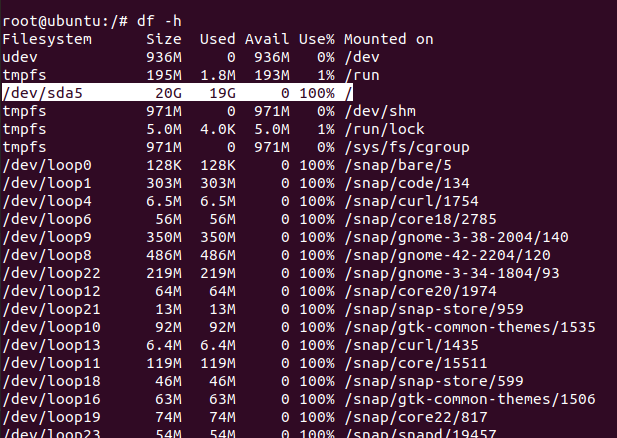 root@ubuntu:/# df -h
Filesystem Size Used Avail Use% Mounted on
udev 936M 0 936M 0% /dev
tmpfs 195M 1.8M 193M 1% /run
/dev/sda5 20G 19G 0 100% /
tmpfs 971M 0 971M 0% /dev/shm
tmpfs 5.0M 4.0K 5.0M 1% /run/lock
tmpfs 971M 0 971M 0% /sys/fs/cgroup
/dev/loop0 128K 128K 0 100% /snap/bare/5
/dev/loop1 303M 303M 0 100% /snap/code/134
/dev/loop4 6.5M 6.5M 0 100% /snap/curl/1754
/dev/loop6 56M 56M 0 100% /snap/core18/2785
/dev/loop9 350M 350M 0 100% /snap/gnome-3-38-2004/140
/dev/loop8 486M 486M 0 100% /snap/gnome-42-2204/120
/dev/loop22 219M 219M 0 100% /snap/gnome-3-34-1804/93
/dev/loop12 64M 64M 0 100% /snap/core20/1974
/dev/loop21 13M 13M 0 100% /snap/snap-store/959
/dev/loop10 92M 92M 0 100% /snap/gtk-common-themes/1535
/dev/loop13 6.4M 6.4M 0 100% /snap/curl/1435
/dev/loop11 119M 119M 0 100% /snap/core/15511
/dev/loop18 46M 46M 0 100% /snap/snap-store/599
/dev/loop16 63M 63M 0 100% /snap/gtk-common-themes/1506
/dev/loop19 74M 74M 0 100% /snap/core22/817
/dev/loop23 54M 54M 0 100% /snap/snapd/19457